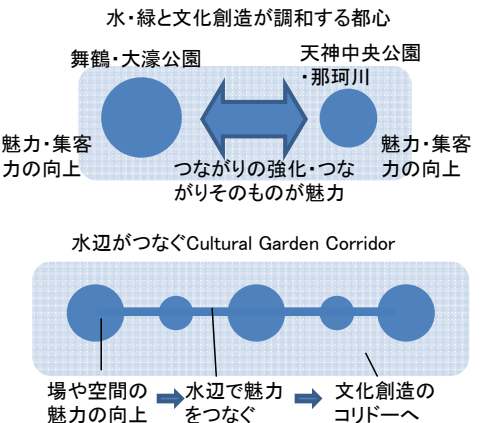 水・緑と文化創造が調和する都心
舞鶴・大濠公園
天神中央公園
・那珂川
魅力・集客
力の向上
つながりの強化・つな
がりそのものが魅力
魅力・集客
力の向上
水辺がつなぐCultural Garden Corridor
場や空間の
魅力の向上
水辺で魅力
をつなぐ
文化創造の
コリドーへ